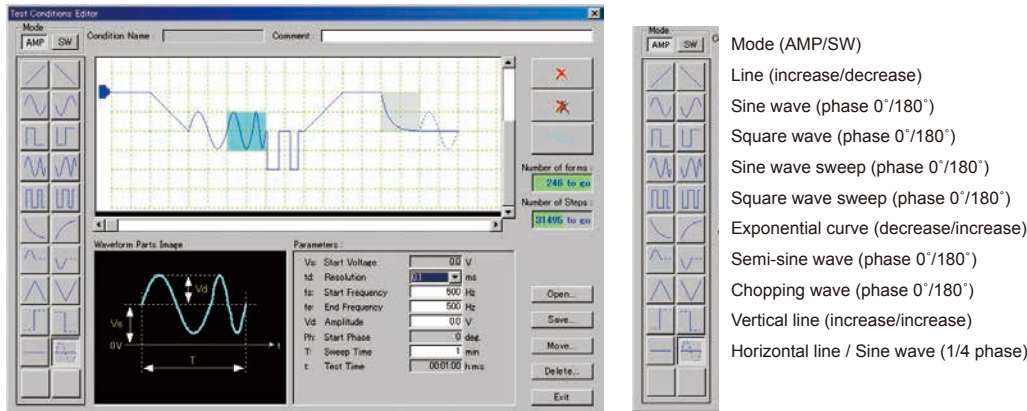 Test Conditions Editor
Mode
AMP SW
Condition Name :
Comment :
Number of forms :
246 to go
Number of Steps :
31495 to go
Waveform Parts Image
Vs
Vd
0V
T
t
Parameters :
Vs: Start Voltage 0.0 V
td: Resolution 0.1 ms
fs: Start Frequency 500 Hz
fe: End Frequency 500 Hz
Vd: Amplitude 0.0 V
Ph: Start Phase 0 deg.
T: Sweep Time 1 min
t: Test Time 00:01:00 h:m:s
Open...
Save...
Move...
Delete...
Exit
Mode
AMP SW
Mode (AMP/SW)
Line (increase/decrease)
Sine wave (phase 0˚/180˚)
Square wave (phase 0˚/180˚)
Sine wave sweep (phase 0˚/180˚)
Square wave sweep (phase 0˚/180˚)
Exponential curve (decrease/increase)
Semi-sine wave (phase 0˚/180˚)
Chopping wave (phase 0˚/180˚)
Vertical line (increase/increase)
Horizontal line / Sine wave (1/4 phase)